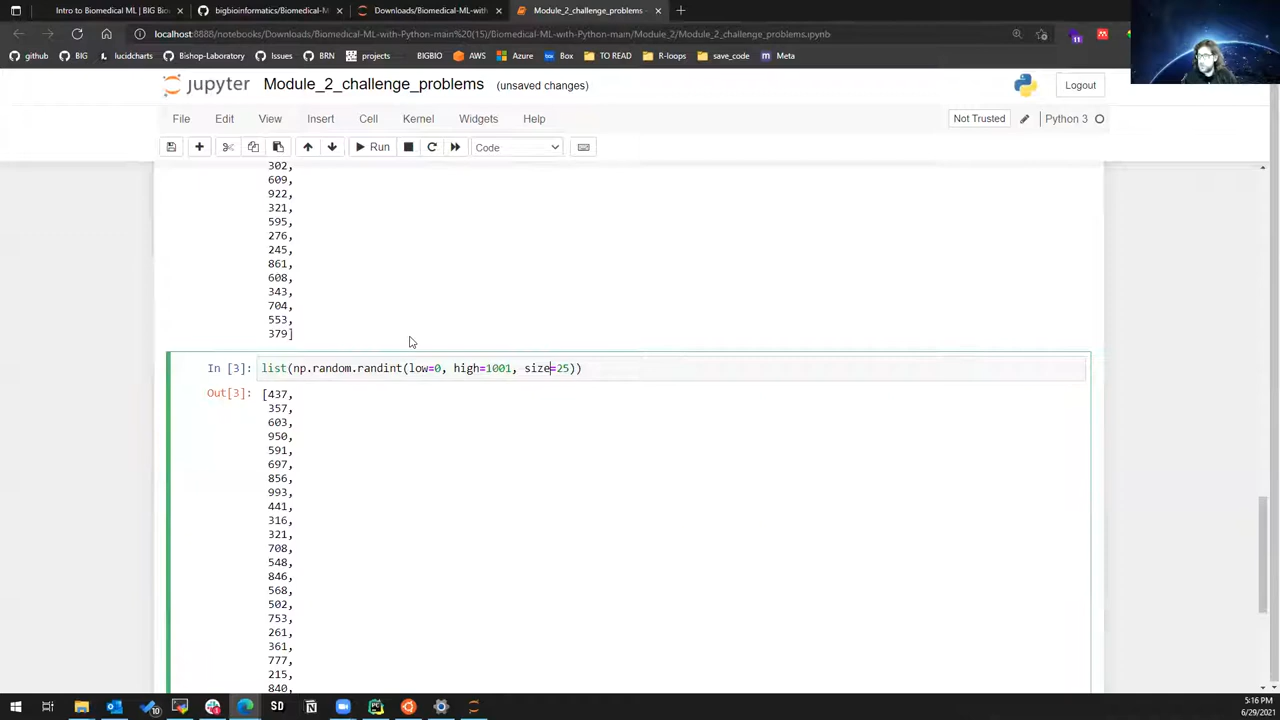 Intro to Biomedical ML | BIG Bio
bigbioinformatics/Biomedical-M
Downloads/Biomedical-ML-with-
Module_2_challenge_problems
localhost:8888/notebooks/Downloads/Biomedical-ML-with-Python-main%20(15)/Biomedical-ML-with-Python-main/Module_2/Module_2_challenge_problems.ipynb
11
github
BIG
lucidcharts
Bishop-Laboratory
Issues
BRN
projects
BIGBIO
AWS
Azure
Box
TO READ
R-loops
save_code
Meta
jupyter
Module_2_challenge_problems
(unsaved changes)
Logout
File
Edit
View
Insert
Cell
Kernel
Widgets
Help
Not Trusted
Python 3
Run
Code
302,
609,
922,
321,
595,
276,
245,
861,
608,
343,
704,
553,
379]
In [3]: list(np.random.randint(low=0, high=1001, size=25))
Out[3]: [437,
357,
603,
950,
591,
697,
856,
993,
441,
316,
321,
708,
548,
846,
568,
502,
753,
261,
361,
777,
215,
840,
SD
5:16 PM
6/29/2021